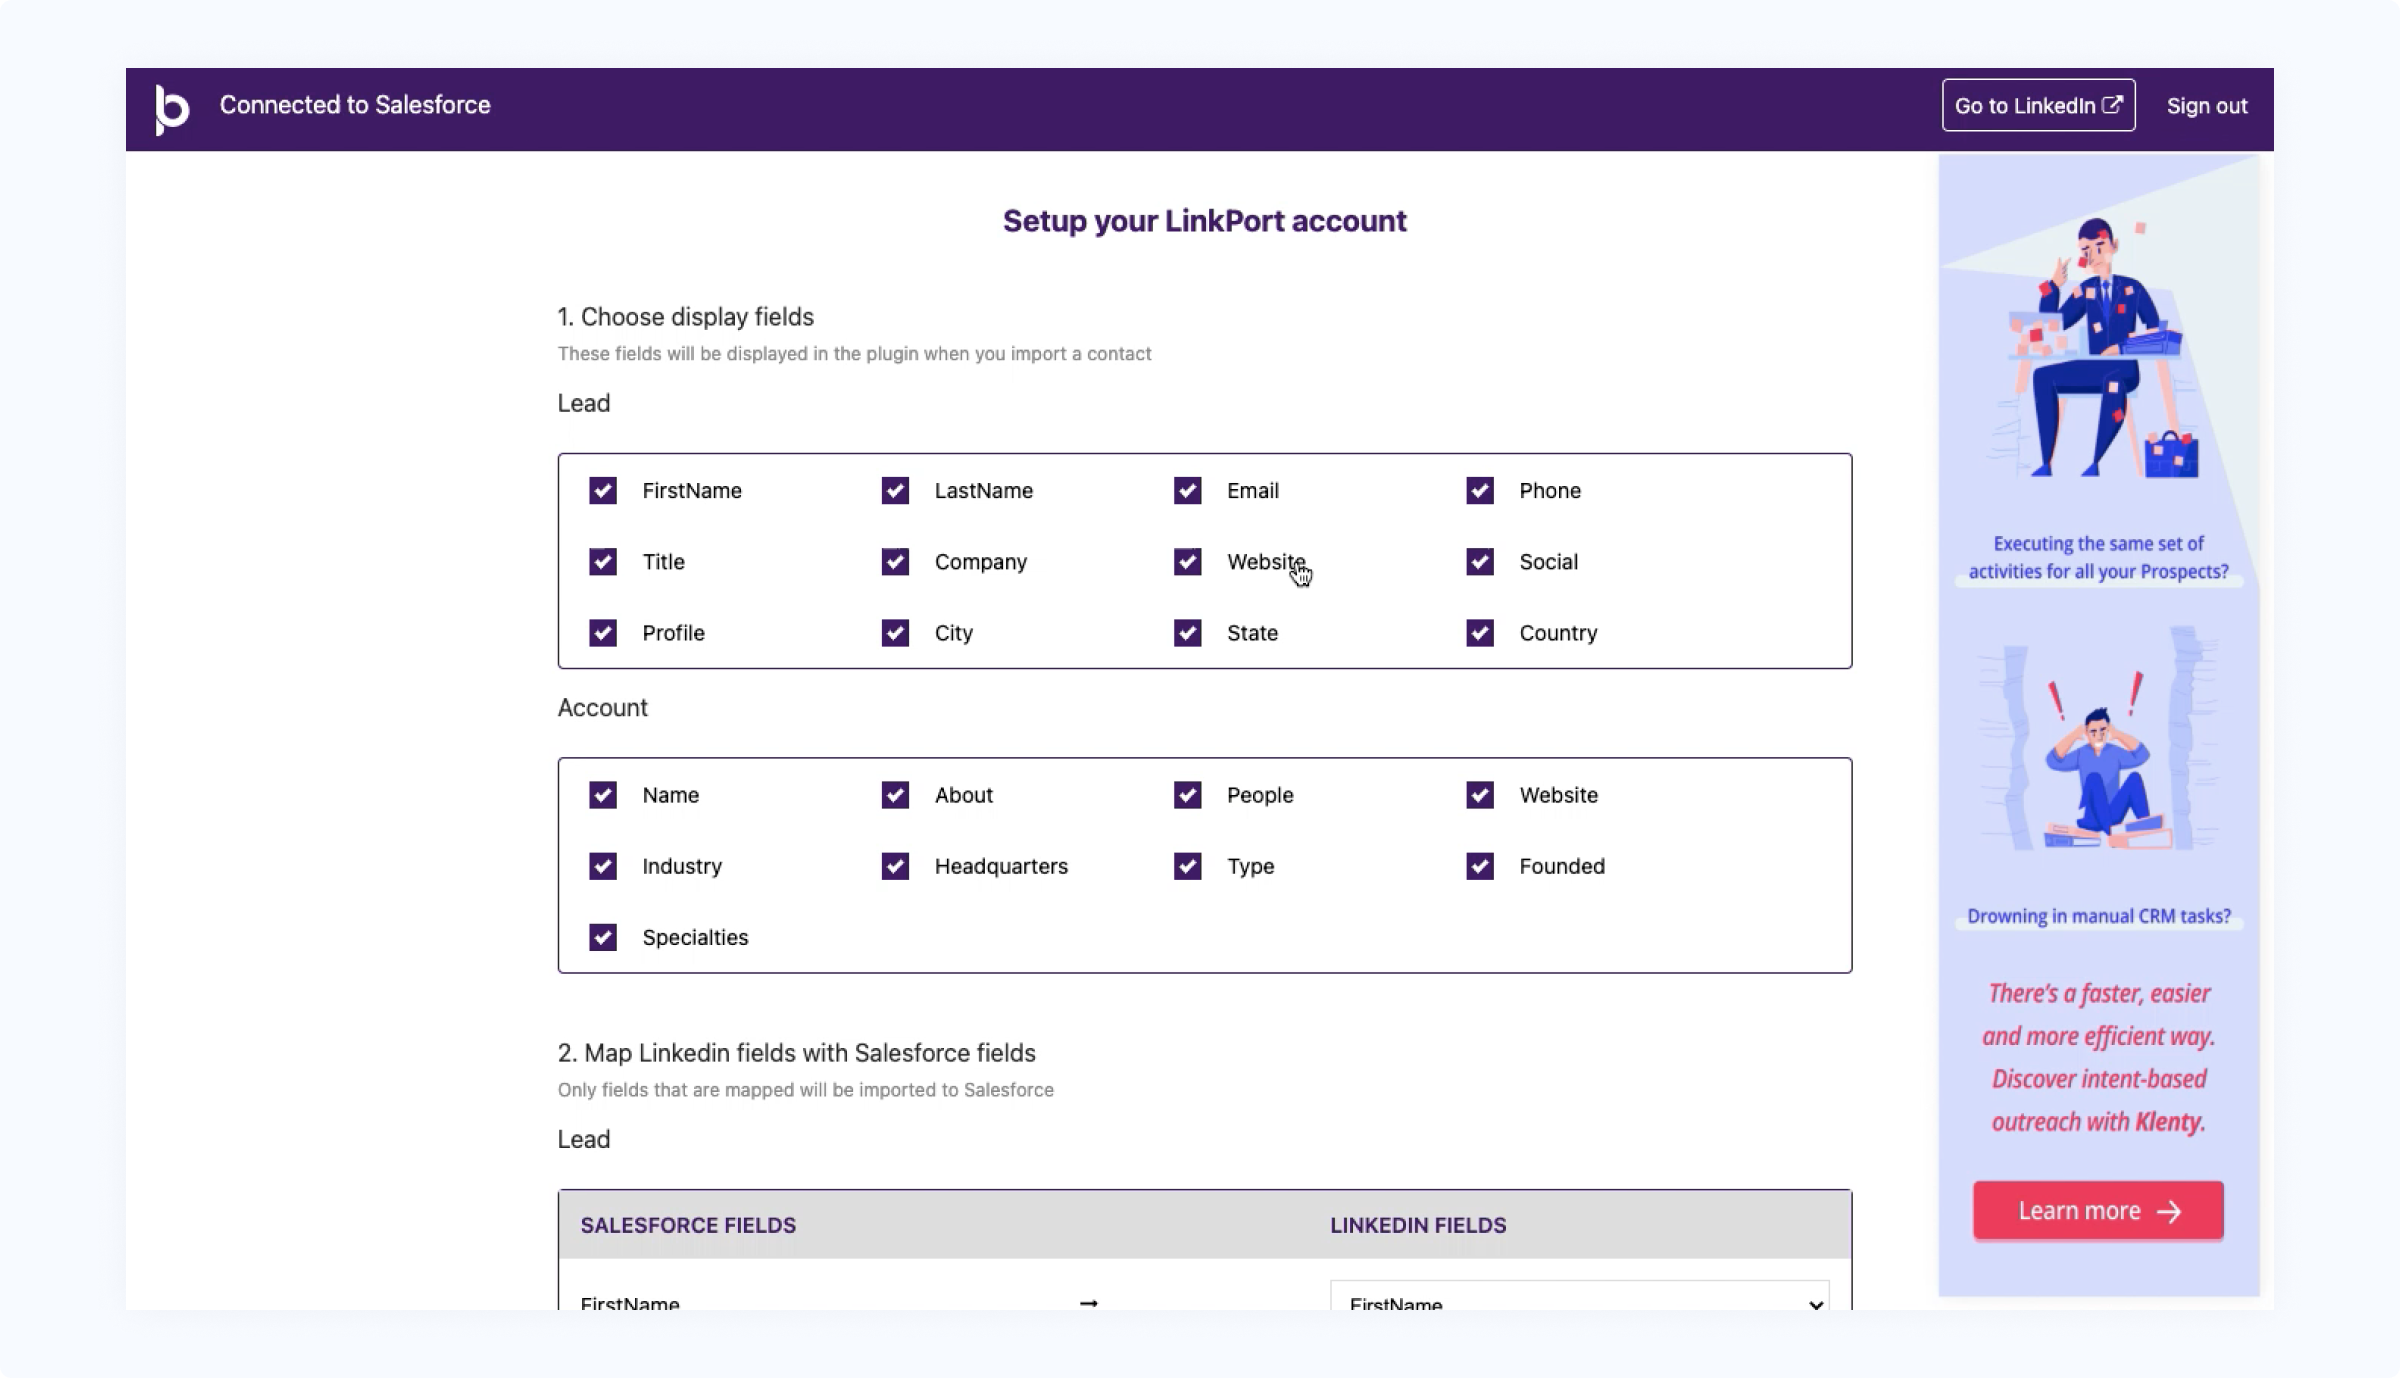 Connected to Salesforce
Go to LinkedIn
Sign out
Setup your LinkPort account
1. Choose display fields
These fields will be displayed in the plugin when you import a contact
Lead
FirstName LastName Email Phone
Title Company Website Social
Profile City State Country
Account
Name About People Website
Industry Headquarters Type Founded
Specialties
2. Map Linkedin fields with Salesforce fields
Only fields that are mapped will be imported to Salesforce
Lead
SALESFORCE FIELDS LINKEDIN FIELDS
FirstName → FirstName
Executing the same set of
activities for all your Prospects?
Drowning in manual CRM tasks?
There's a faster, easier
and more efficient way.
Discover intent-based
outreach with Klenty.
Learn more →